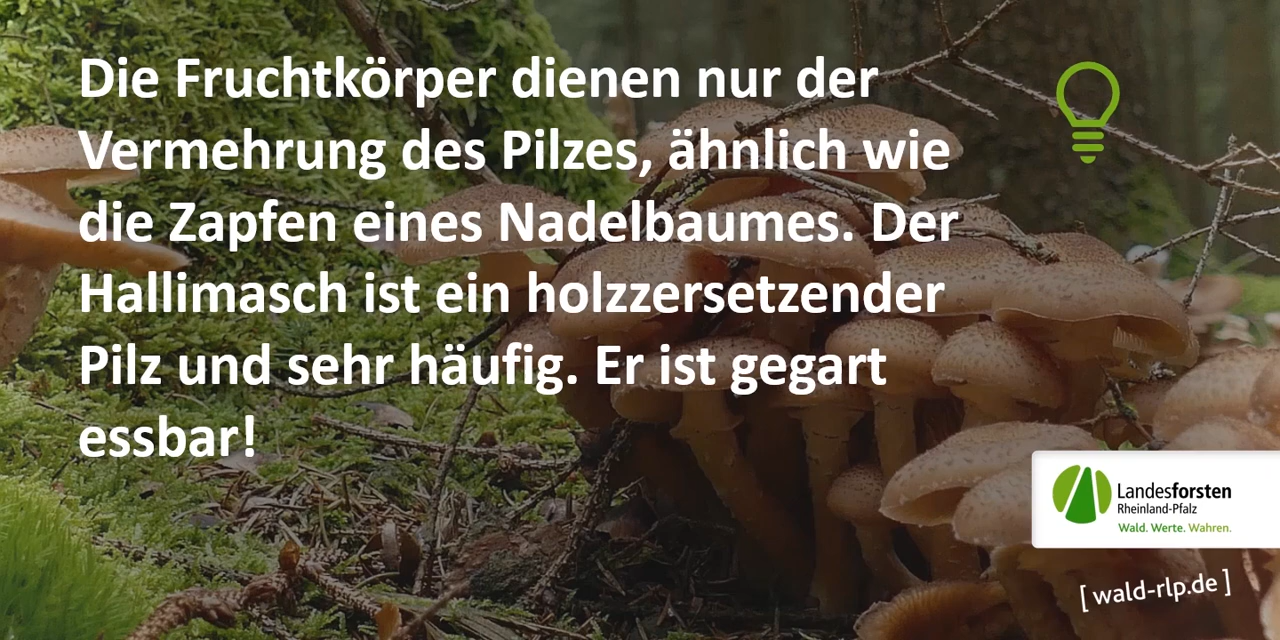 Die Fruchtkörper dienen nur der
Vermehrung des Pilzes, ähnlich wie
die Zapfen eines Nadelbaumes. Der
Hallimasch ist ein holzzersetzender
Pilz und sehr häufig. Er ist gegart
essbar!
Landesforsten
Rheinland-Pfalz
Wald. Werte. Wahren.
[ wald-rlp.de ]